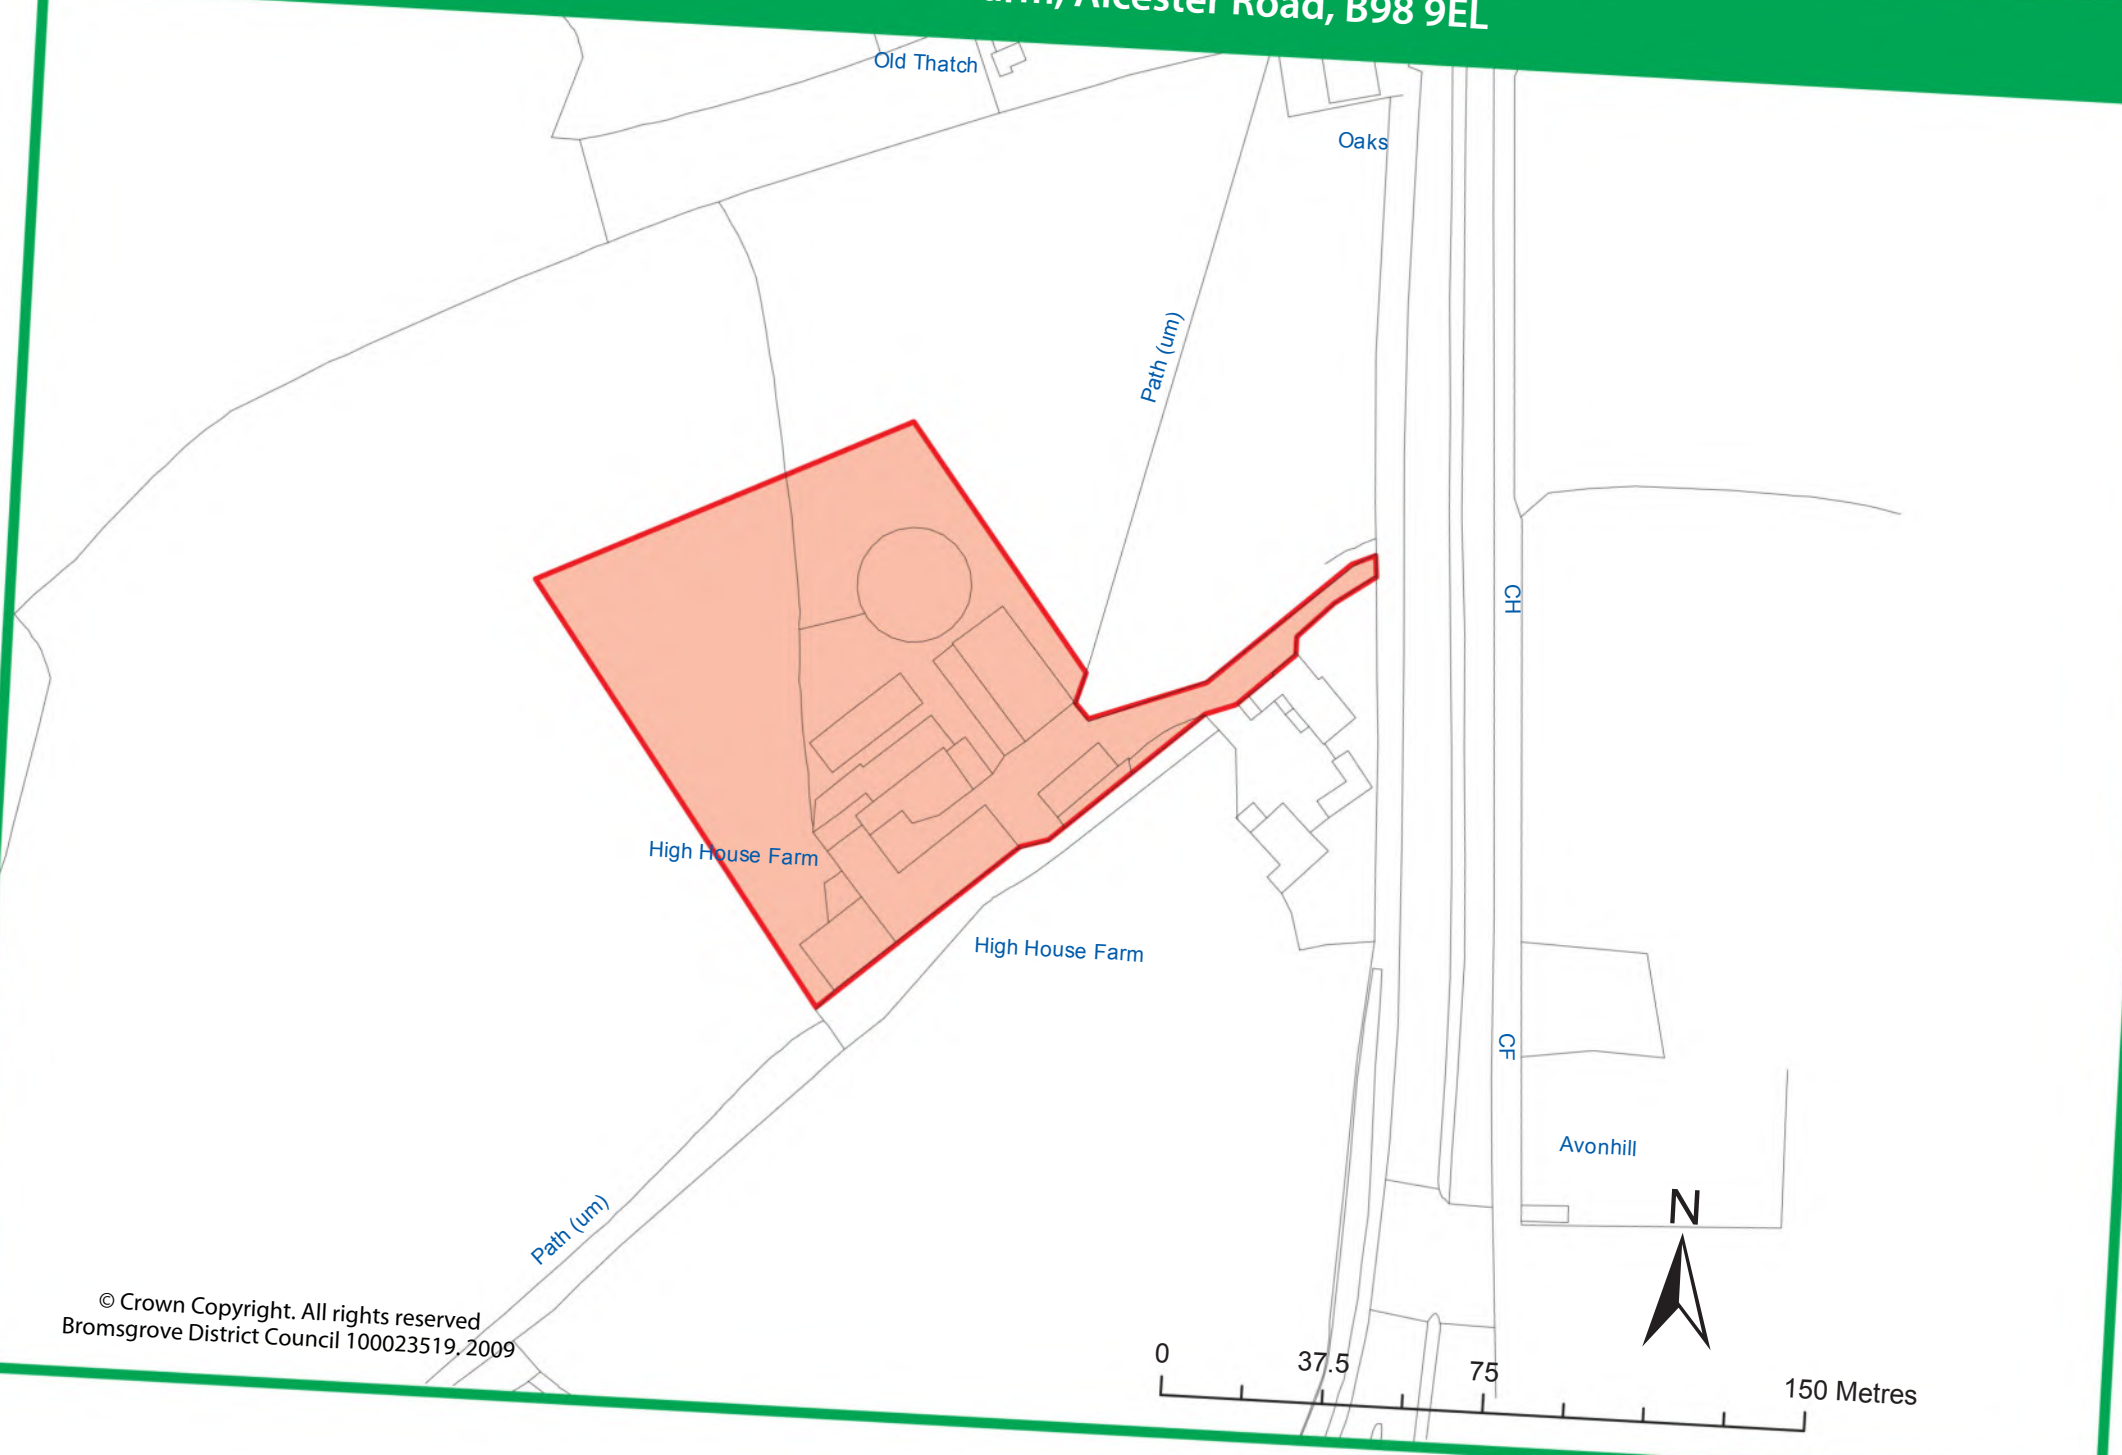 Alcester Road, B98 9EL
Old Thatch
Oaks
Path (um)
CH
High House Farm
High House Farm
CF
Avonhill
N
Path (um)
© Crown Copyright. All rights reserved
Bromsgrove District Council 100023519. 2009
0 37.5 75 150 Metres